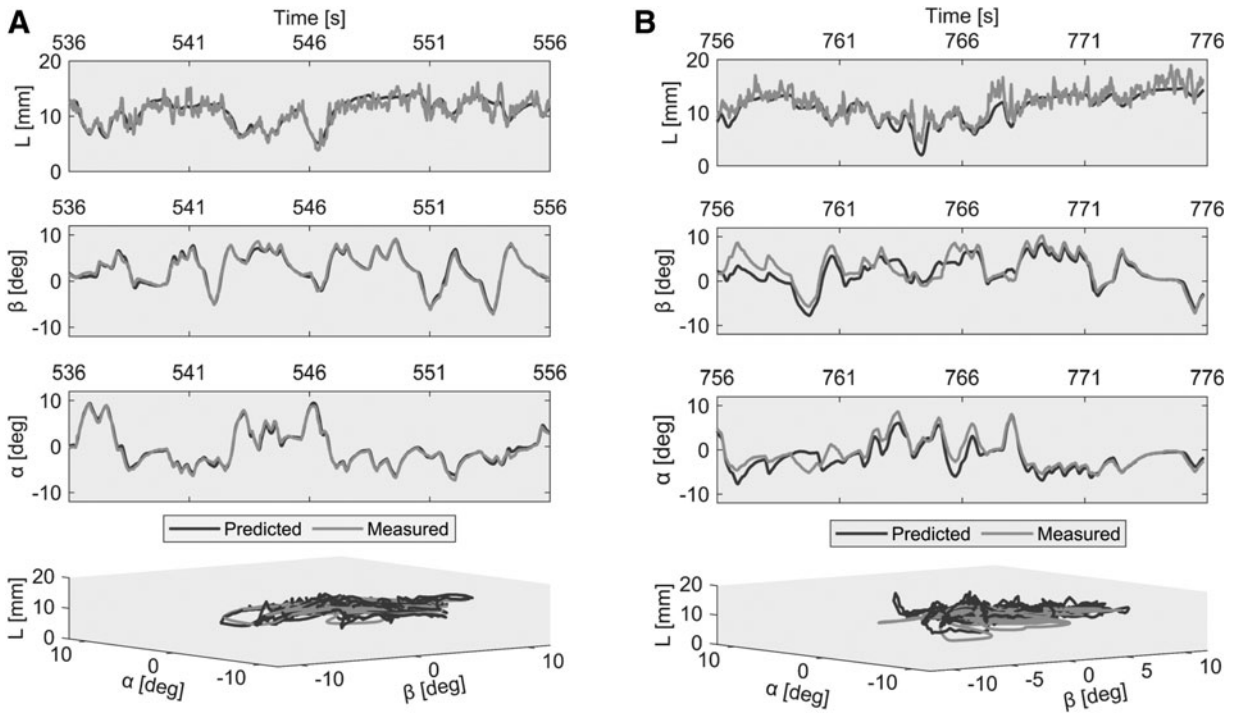 A
Time [s]
536 541 546 551 556
20
10
0
L [mm]
536 541 546 551 556
10
0
-10
β [deg]
536 541 546 551 556
10
0
-10
α [deg]
Predicted Measured
20
10
0
L [mm]
10 0 -10
α [deg]
-10 0 10
β [deg]
B
Time [s]
756 761 766 771 776
20
10
0
L [mm]
756 761 766 771 776
10
0
-10
β [deg]
756 761 766 771 776
10
0
-10
α [deg]
Predicted Measured
20
10
0
L [mm]
10 0 -10
α [deg]
-10 -5 0 5 10
β [deg]